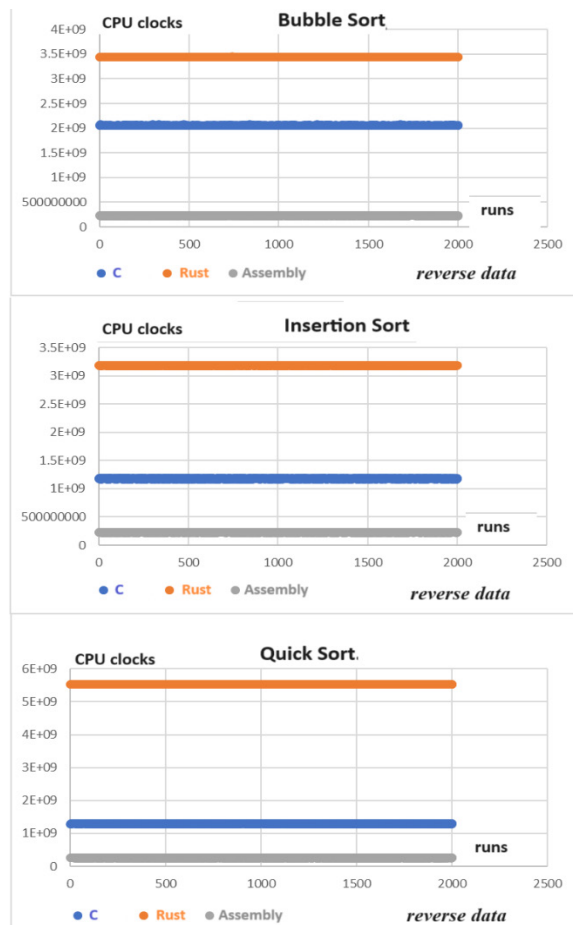 CPU clocks Bubble Sort
4E+09
3.5E+09
3E+09
2.5E+09
2E+09
1.5E+09
1E+09
500000000
runs
0
0 500 1000 1500 2000 2500
C Rust Assembly reverse data
CPU clocks Insertion Sort
3.5E+09
3E+09
2.5E+09
2E+09
1.5E+09
1E+09
500000000
runs
0
0 500 1000 1500 2000 2500
C Rust Assembly reverse data
CPU clocks Quick Sort.
6E+09
5E+09
4E+09
3E+09
2E+09
1E+09
runs
0
0 500 1000 1500 2000 2500
C Rust Assembly reverse data